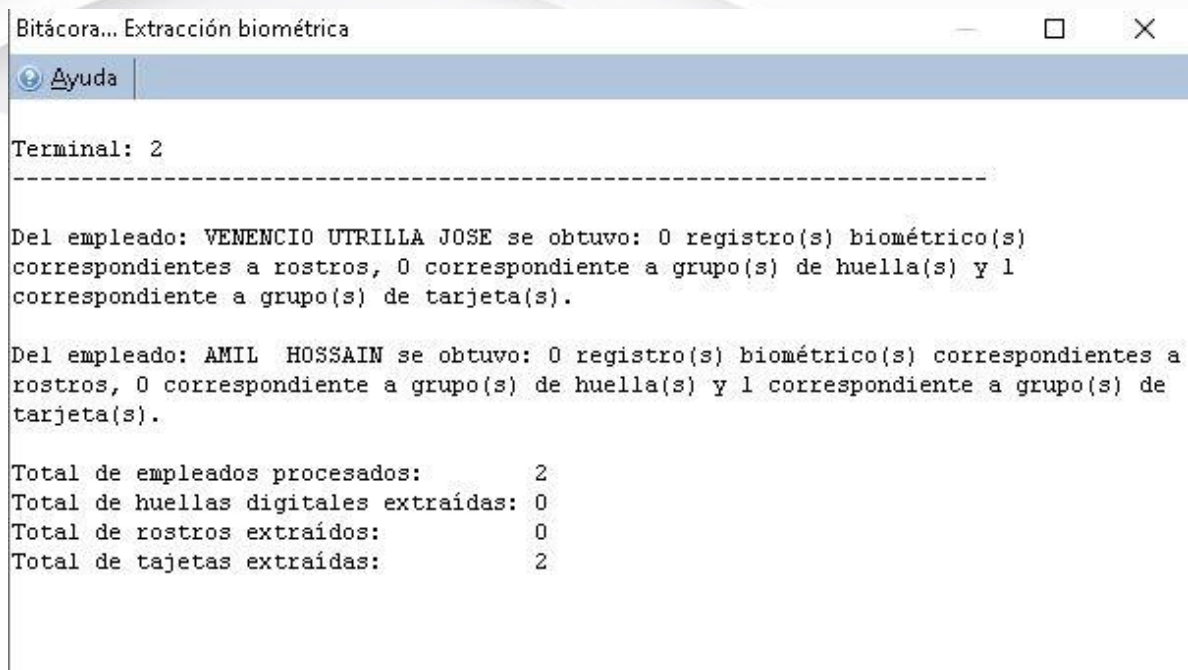 Bitácora... Extracción biométrica
Ayuda
Terminal: 2
-----------------------------------------------------------------------
Del empleado: VENENCIO UTRILLA JOSE se obtuvo: 0 registro(s) biométrico(s)
correspondientes a rostros, 0 correspondiente a grupo(s) de huella(s) y 1
correspondiente a grupo(s) de tarjeta(s).
Del empleado: AMIL  HOSSAIN se obtuvo: 0 registro(s) biométrico(s) correspondientes a
rostros, 0 correspondiente a grupo(s) de huella(s) y 1 correspondiente a grupo(s) de
tarjeta(s).
Total de empleados procesados: 2
Total de huellas digitales extraídas: 0
Total de rostros extraídos: 0
Total de tajetas extraídas: 2